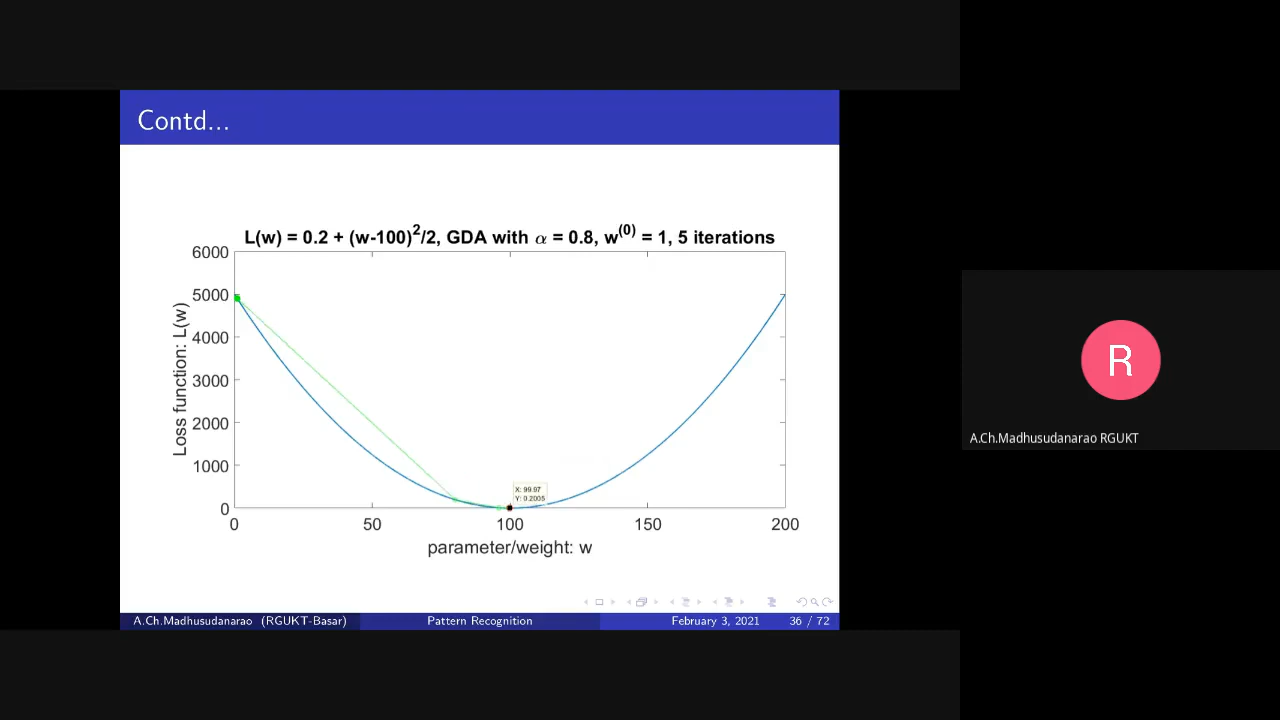 Contd...
L(w) = 0.2 + (w-100)^2/2, GDA with α = 0.8, w^(0) = 1, 5 iterations
6000
5000
4000
3000
2000
1000
0
Loss function: L(w)
X: 99.97
Y: 0.2005
0 50 100 150 200
parameter/weight: w
A.Ch.Madhusudanarao (RGUKT-Basar) Pattern Recognition February 3, 2021 36 / 72
R
A.Ch.Madhusudanarao RGUKT